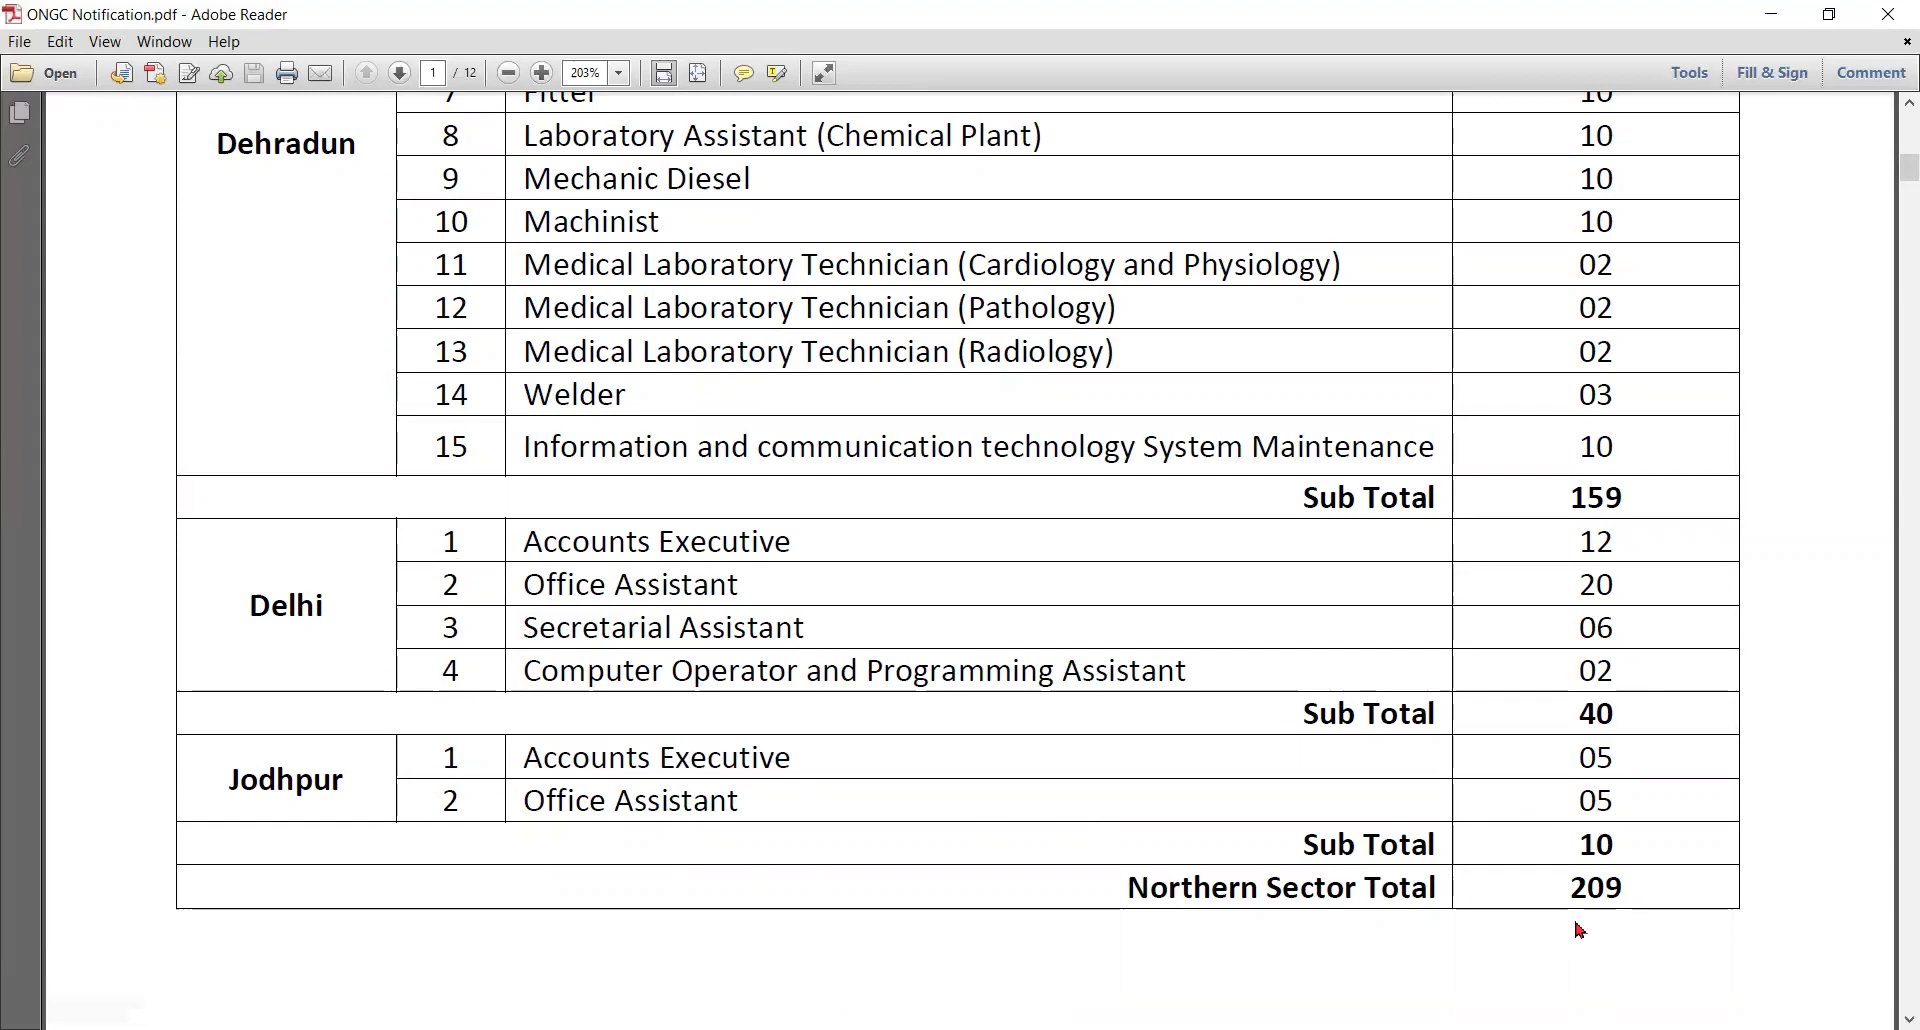 ONGC Notification.pdf - Adobe Reader
File Edit View Window Help
Open 1 / 12 203% Tools Fill & Sign Comment
7 Fitter 10
Dehradun
8 Laboratory Assistant (Chemical Plant) 10
9 Mechanic Diesel 10
10 Machinist 10
11 Medical Laboratory Technician (Cardiology and Physiology) 02
12 Medical Laboratory Technician (Pathology) 02
13 Medical Laboratory Technician (Radiology) 02
14 Welder 03
15 Information and communication technology System Maintenance 10
Sub Total 159
Delhi
1 Accounts Executive 12
2 Office Assistant 20
3 Secretarial Assistant 06
4 Computer Operator and Programming Assistant 02
Sub Total 40
Jodhpur
1 Accounts Executive 05
2 Office Assistant 05
Sub Total 10
Northern Sector Total 209